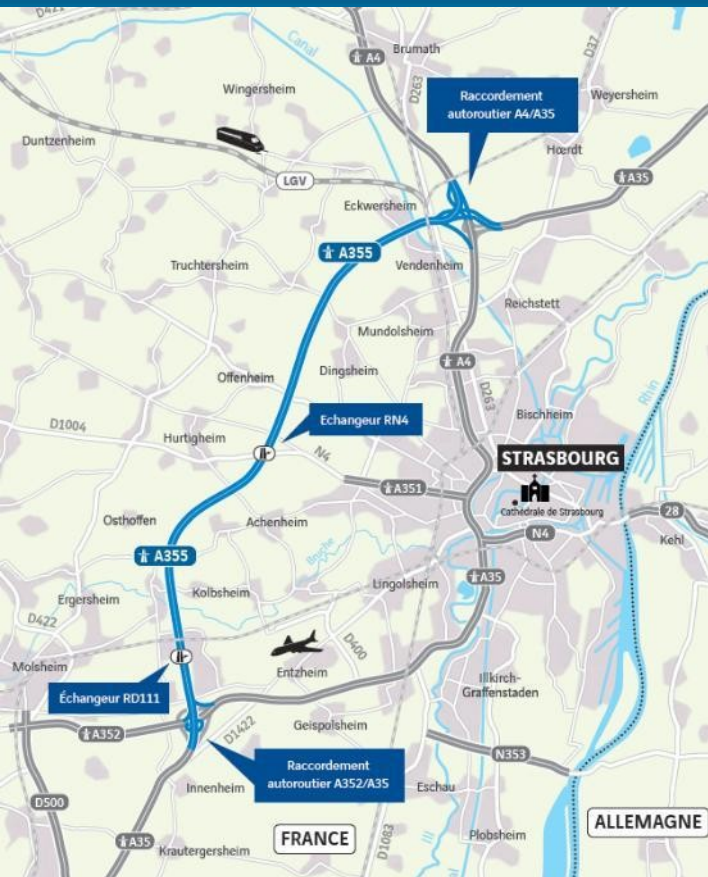 D421
Canal
A4
Brumath
D263
D37
Wingersheim
Raccordement
autoroutier A4/A35
Weyersheim
Duntzenheim
Hœrdt
LGV
A35
Eckwersheim
A355
Vendenheim
Truchtersheim
Reichstett
Mundolsheim
A4
Offenheim
Dingsheim
D263
Rhin
D1004
Echangeur RN4
Bischheim
Hurtigheim
N4
STRASBOURG
A351
Cathédrale de Strasbourg
28
Osthoffen
Achenheim
N4
Kehl
A355
Bruche
A35
Kolbsheim
Lingolsheim
Ergersheim
D422
D400
Molsheim
Entzheim
Illkirch-
Graffenstaden
Échangeur RD111
A352
D1422
Geispolsheim
N353
Raccordement
autoroutier A352/A35
Innenheim
Eschau
D500
ALLEMAGNE
A35
FRANCE
Plobsheim
Krautergersheim
D1083